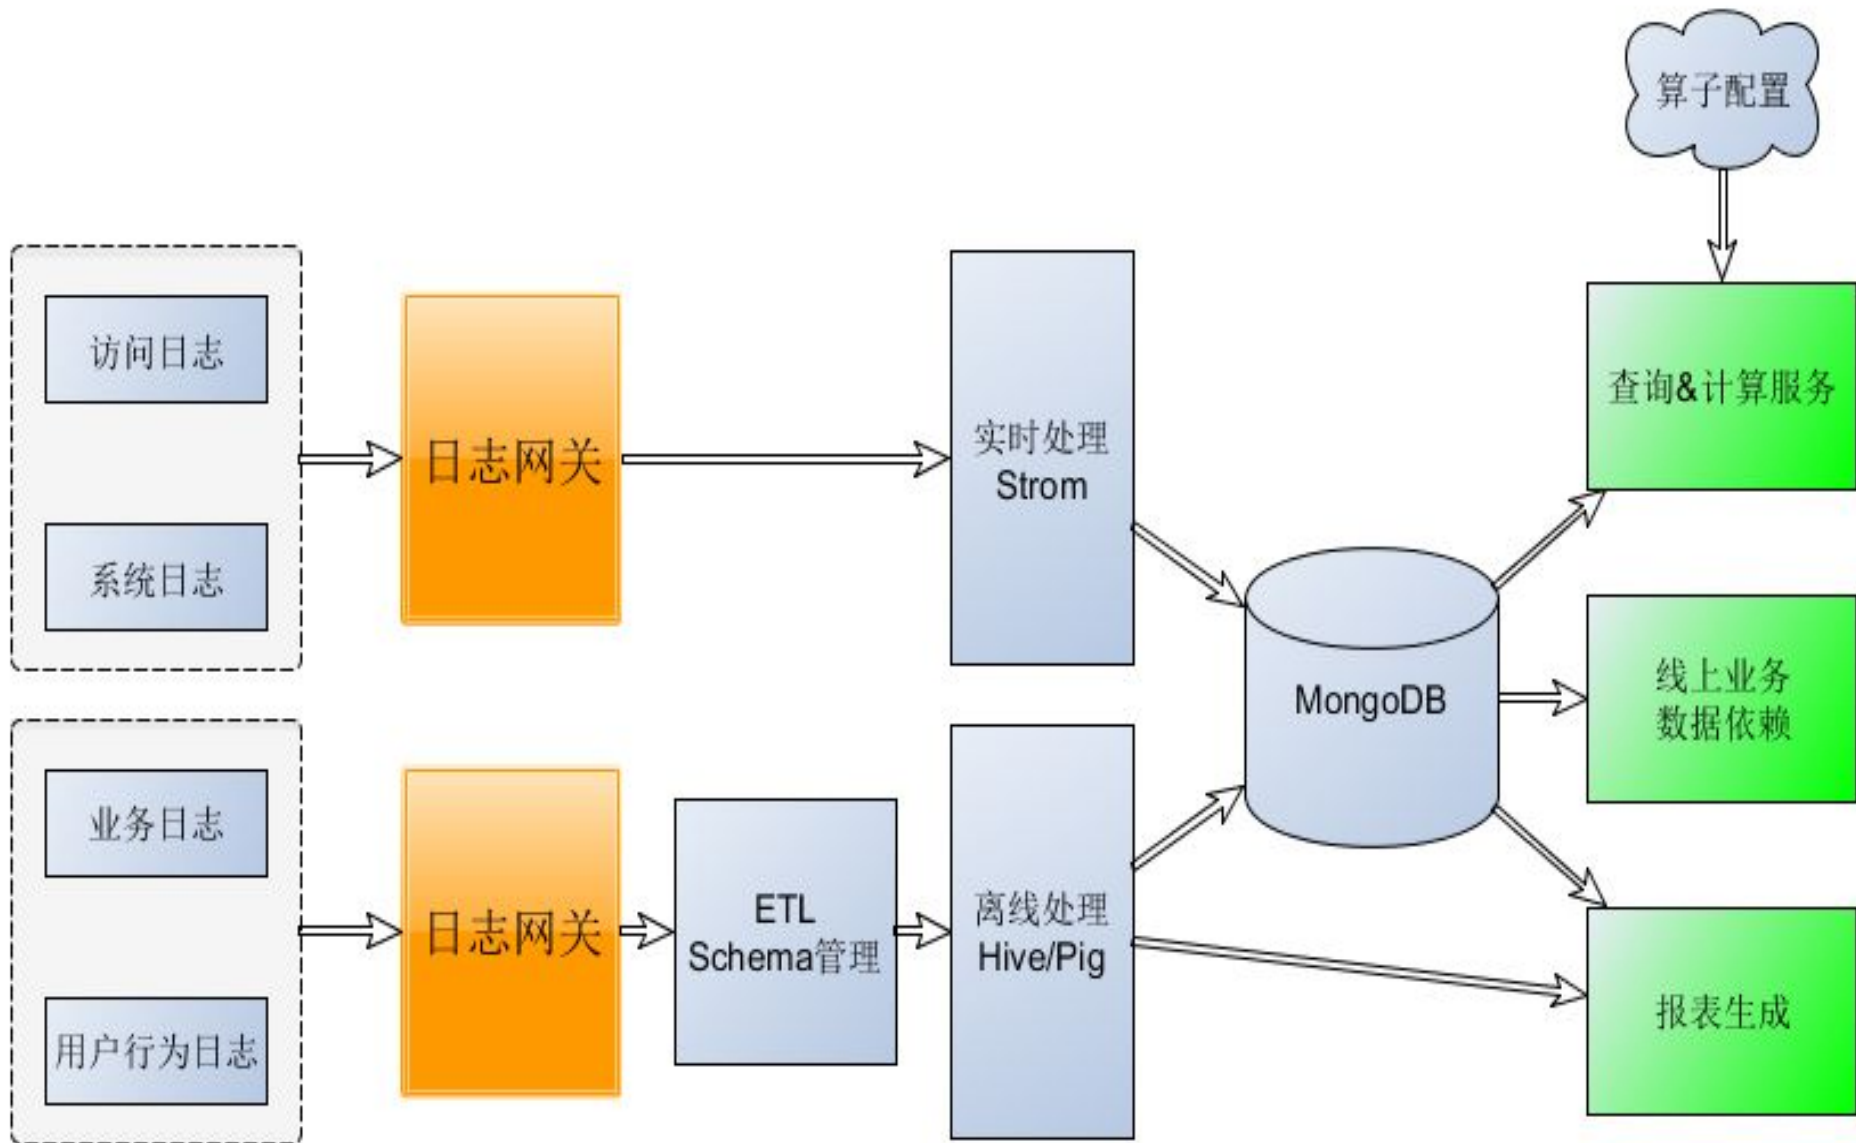 算子配置
访问日志
系统日志
日志网关
实时处理
Strom
查询&计算服务
MongoDB
线上业务
数据依赖
业务日志
用户行为日志
日志网关
ETL
Schema管理
离线处理
Hive/Pig
报表生成